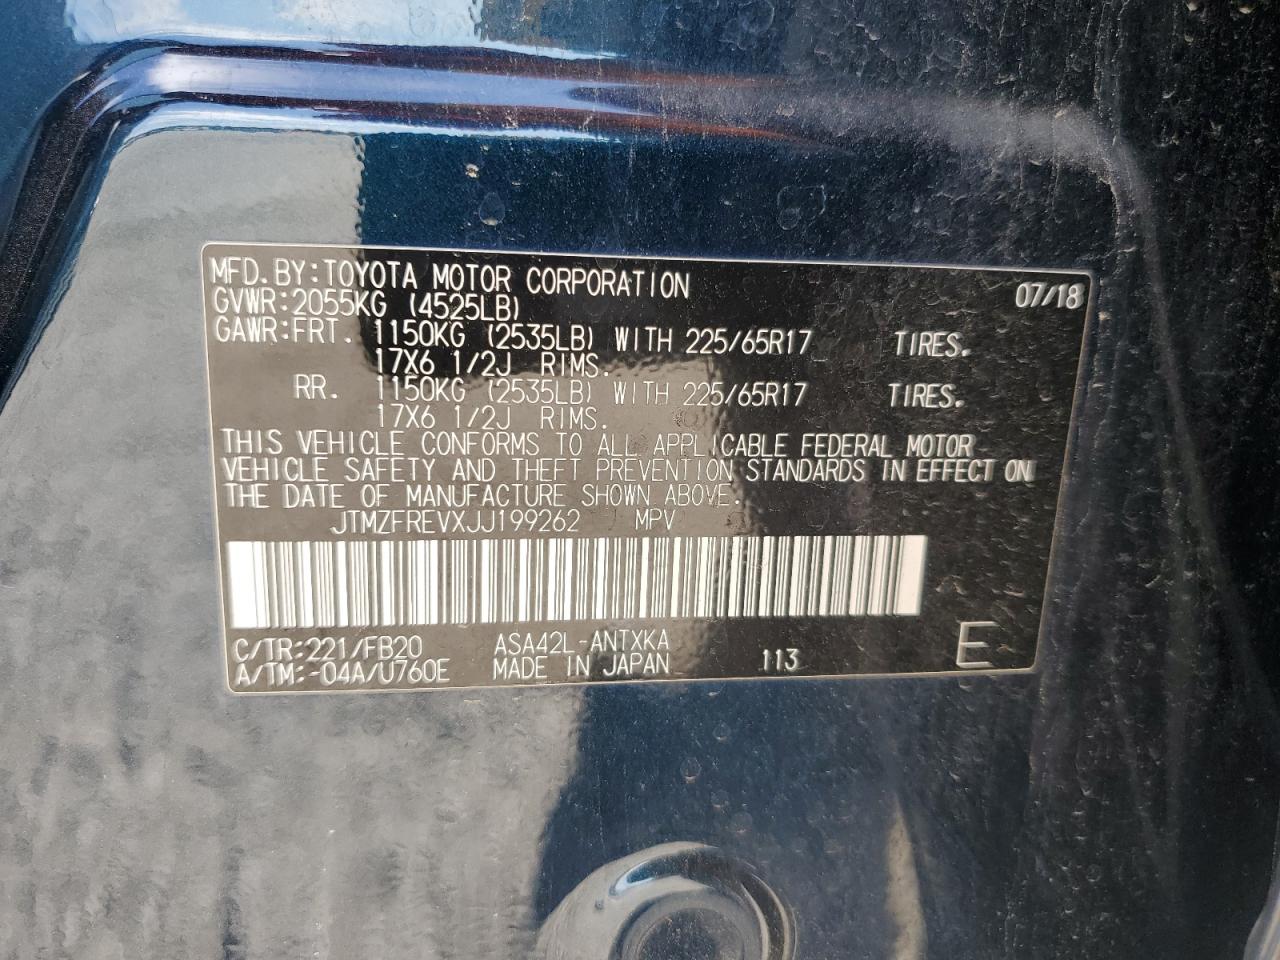 MFD.BY:TOYOTA MOTOR CORPORATION 07/18
GVWR:2055KG (4525LB)
GAWR:FRT. 1150KG (2535LB) WITH 225/65R17 TIRES.
17X6 1/2J RIMS.
RR. 1150KG (2535LB) WITH 225/65R17 TIRES.
17X6 1/2J RIMS.
THIS VEHICLE CONFORMS TO ALL APPLICABLE FEDERAL MOTOR
VEHICLE SAFETY AND THEFT PREVENTION STANDARDS IN EFFECT ON
THE DATE OF MANUFACTURE SHOWN ABOVE.
JTMZFREVXJJ199262 MPV
C/TR:221/FB20 ASA42L-ANTXKA
A/TM:-04A/U760E MADE IN JAPAN 113 E